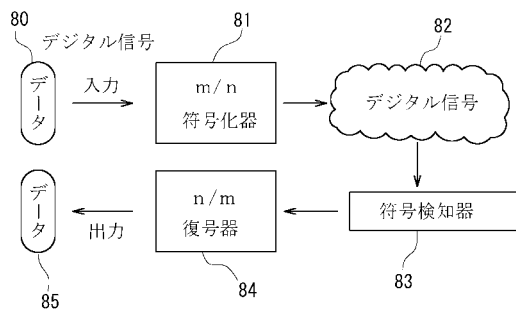 80
デジタル信号
81
82
データ
入力
m/n
符号化器
デジタル信号
データ
出力
n/m
復号器
符号検知器
85
84
83